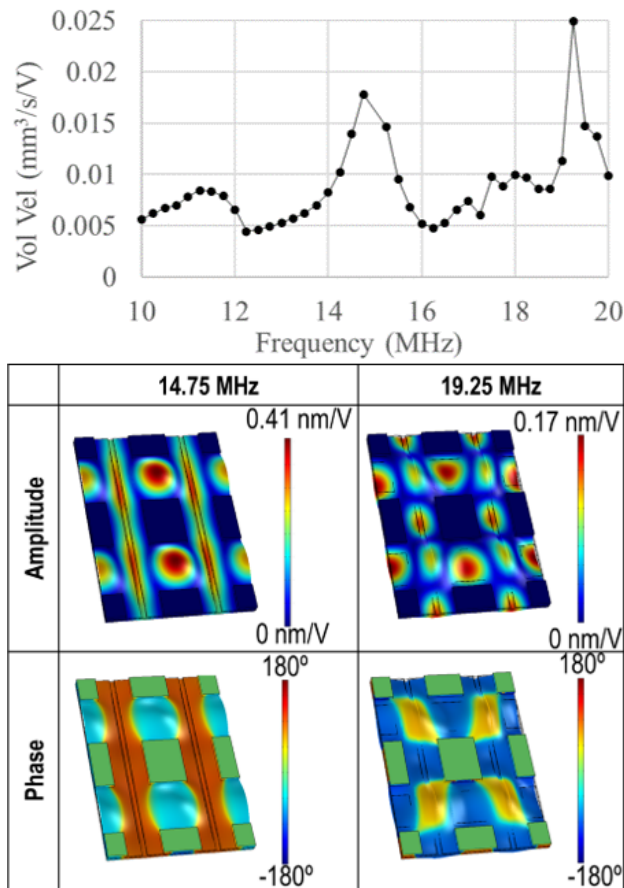 Vol Vel (mm³/s/V)
0.025
0.02
0.015
0.01
0.005
0
10 12 14 16 18 20
Frequency (MHz)
14.75 MHz 19.25 MHz
Amplitude
0.41 nm/V 0.17 nm/V
0 nm/V 0 nm/V
Phase
180º 180º
-180º -180º